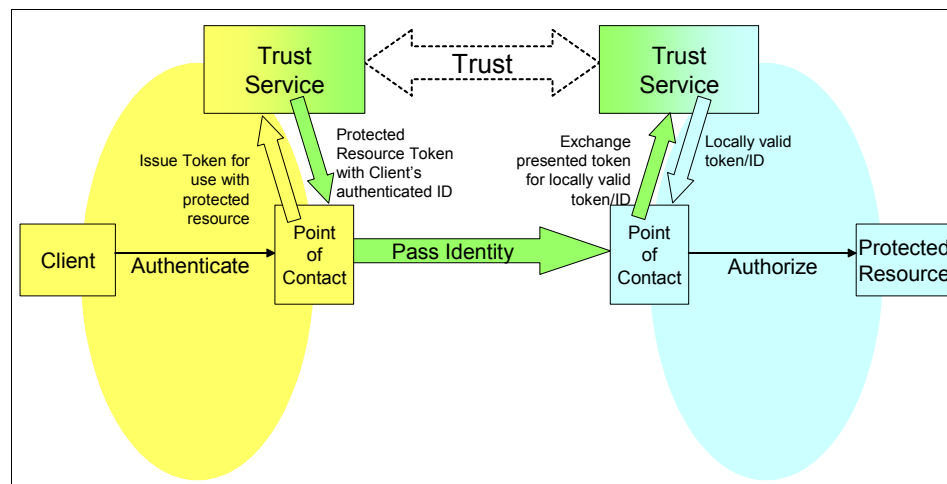 Trust
Service
Trust
Trust
Service
Issue Token for
use with
protected
resource
Protected
Resource Token
with Client's
authenticated ID
Exchange
presented token
for locally valid
token/ID
Locally valid
token/ID
Client
Authenticate
Point
of
Contact
Pass Identity
Point
of
Contact
Authorize
Protected
Resource